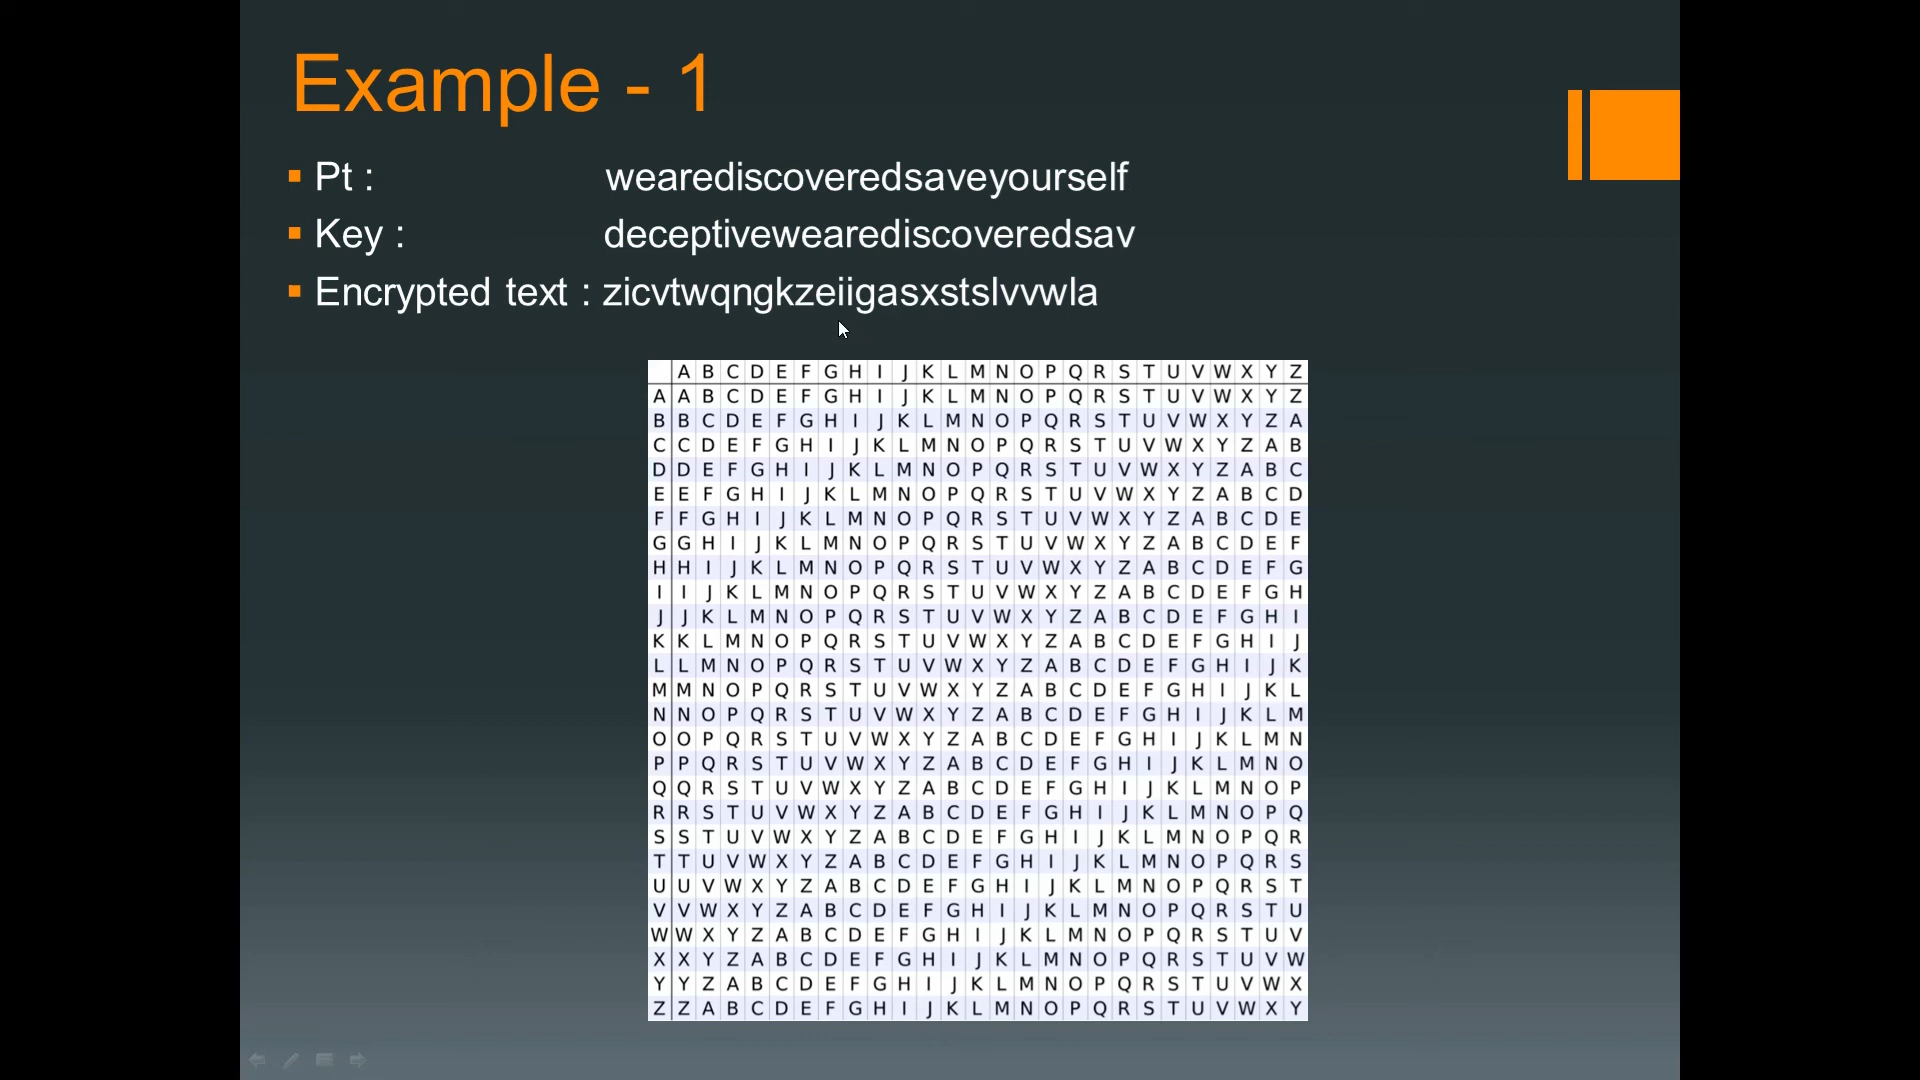 Example - 1
Pt : wearediscoveredsaveyourself
Key : deceptivewearediscoveredsav
Encrypted text : zicvtwqngkzeiigasxstslvvwla
A B C D E F G H I J K L M N O P Q R S T U V W X Y Z
A A B C D E F G H I J K L M N O P Q R S T U V W X Y Z
B B C D E F G H I J K L M N O P Q R S T U V W X Y Z A
C C D E F G H I J K L M N O P Q R S T U V W X Y Z A B
D D E F G H I J K L M N O P Q R S T U V W X Y Z A B C
E E F G H I J K L M N O P Q R S T U V W X Y Z A B C D
F F G H I J K L M N O P Q R S T U V W X Y Z A B C D E
G G H I J K L M N O P Q R S T U V W X Y Z A B C D E F
H H I J K L M N O P Q R S T U V W X Y Z A B C D E F G
I I J K L M N O P Q R S T U V W X Y Z A B C D E F G H
J J K L M N O P Q R S T U V W X Y Z A B C D E F G H I
K K L M N O P Q R S T U V W X Y Z A B C D E F G H I J
L L M N O P Q R S T U V W X Y Z A B C D E F G H I J K
M M N O P Q R S T U V W X Y Z A B C D E F G H I J K L
N N O P Q R S T U V W X Y Z A B C D E F G H I J K L M
O O P Q R S T U V W X Y Z A B C D E F G H I J K L M N
P P Q R S T U V W X Y Z A B C D E F G H I J K L M N O
Q Q R S T U V W X Y Z A B C D E F G H I J K L M N O P
R R S T U V W X Y Z A B C D E F G H I J K L M N O P Q
S S T U V W X Y Z A B C D E F G H I J K L M N O P Q R
T T U V W X Y Z A B C D E F G H I J K L M N O P Q R S
U U V W X Y Z A B C D E F G H I J K L M N O P Q R S T
V V W X Y Z A B C D E F G H I J K L M N O P Q R S T U
W W X Y Z A B C D E F G H I J K L M N O P Q R S T U V
X X Y Z A B C D E F G H I J K L M N O P Q R S T U V W
Y Y Z A B C D E F G H I J K L M N O P Q R S T U V W X
Z Z A B C D E F G H I J K L M N O P Q R S T U V W X Y